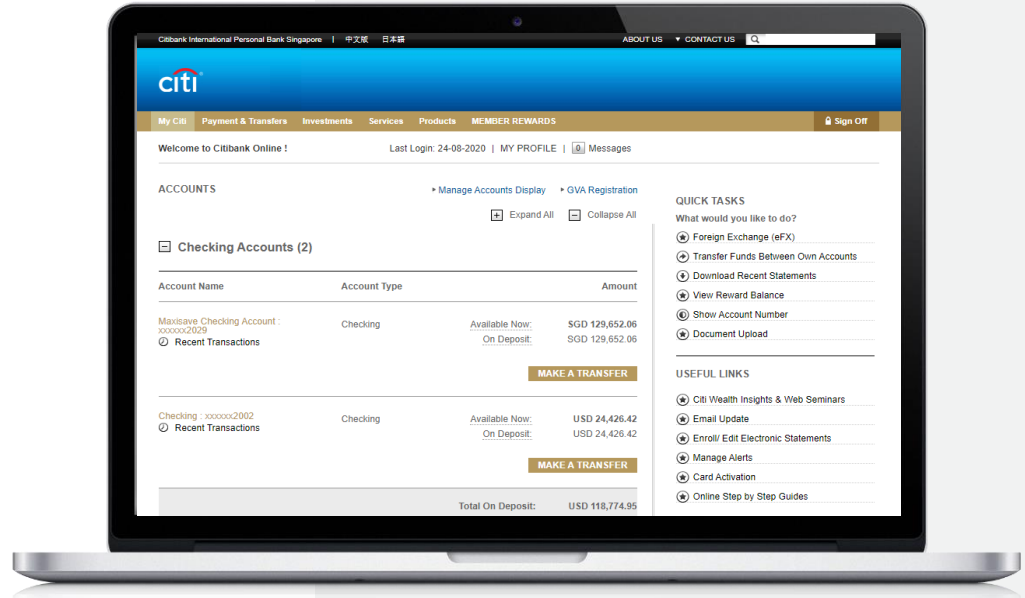 Citibank International Personal Bank Singapore | 中文版 日本語 ABOUT US ▼ CONTACT US
citi
My Citi Payment & Transfers Investments Services Products MEMBER REWARDS Sign Off
Welcome to Citibank Online ! Last Login: 24-08-2020 | MY PROFILE | 0 Messages
ACCOUNTS Manage Accounts Display GVA Registration
+ Expand All − Collapse All
− Checking Accounts (2)
Account Name Account Type Amount
Maxisave Checking Account : Checking Available Now: SGD 129,652.06
xxxxxx2029 On Deposit: SGD 129,652.06
Recent Transactions
MAKE A TRANSFER
Checking : xxxxxx2002 Checking Available Now: USD 24,426.42
Recent Transactions On Deposit: USD 24,426.42
MAKE A TRANSFER
Total On Deposit: USD 118,774.95
QUICK TASKS
What would you like to do?
Foreign Exchange (eFX)
Transfer Funds Between Own Accounts
Download Recent Statements
View Reward Balance
Show Account Number
Document Upload
USEFUL LINKS
Citi Wealth Insights & Web Seminars
Email Update
Enroll/ Edit Electronic Statements
Manage Alerts
Card Activation
Online Step by Step Guides